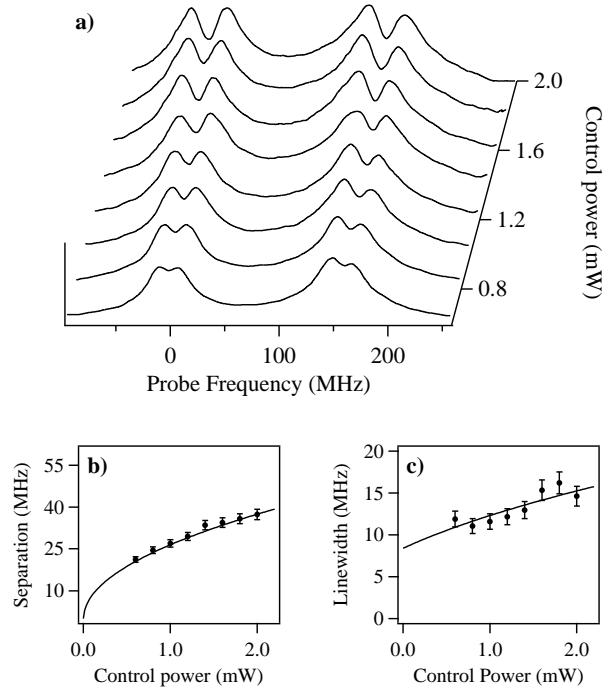 a)
2.0
1.6
1.2
0.8
Control power (mW)
0 100 200
Probe Frequency (MHz)
b)
55
40
25
10
Separation (MHz)
0.0 1.0 2.0
Control power (mW)
c)
20
15
10
5
0
Linewidth (MHz)
0.0 1.0 2.0
Control Power (mW)